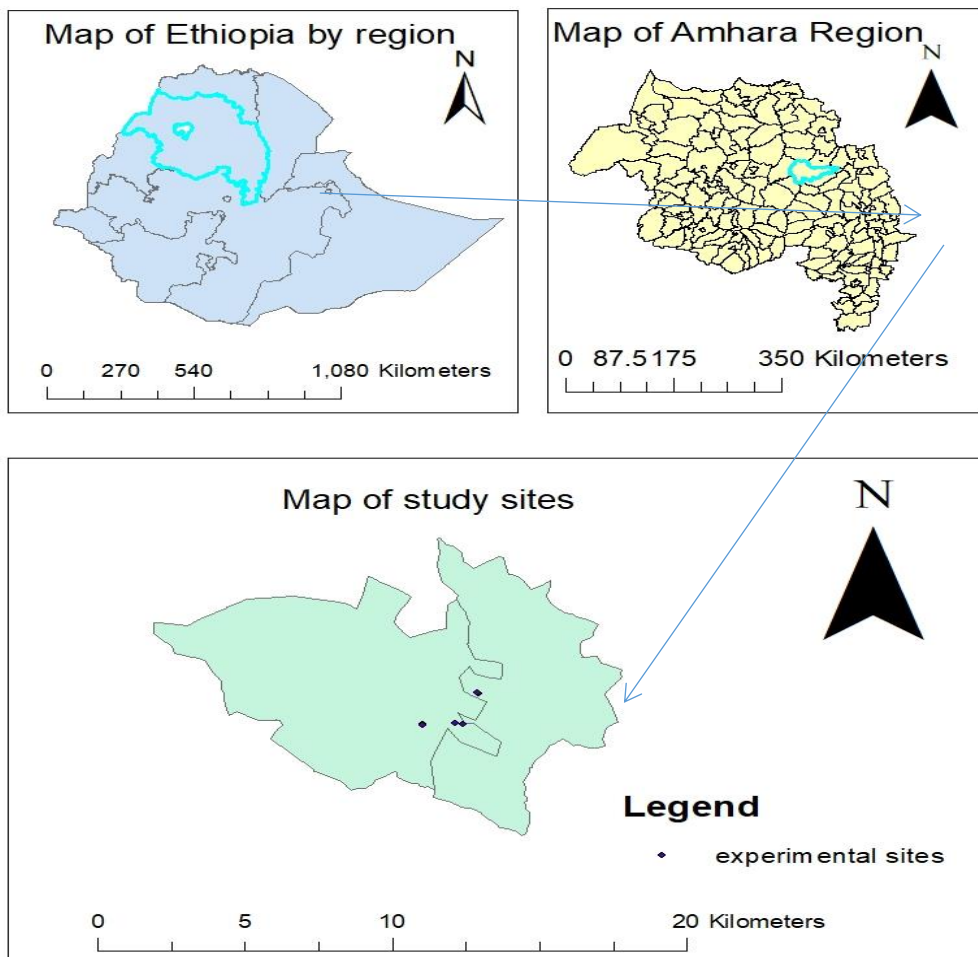 Map of Ethiopia by region
N
0 270 540 1,080 Kilometers
Map of Amhara Region
N
0 87.5 175 350 Kilometers
Map of study sites
N
Legend
experimental sites
0 5 10 20 Kilometers